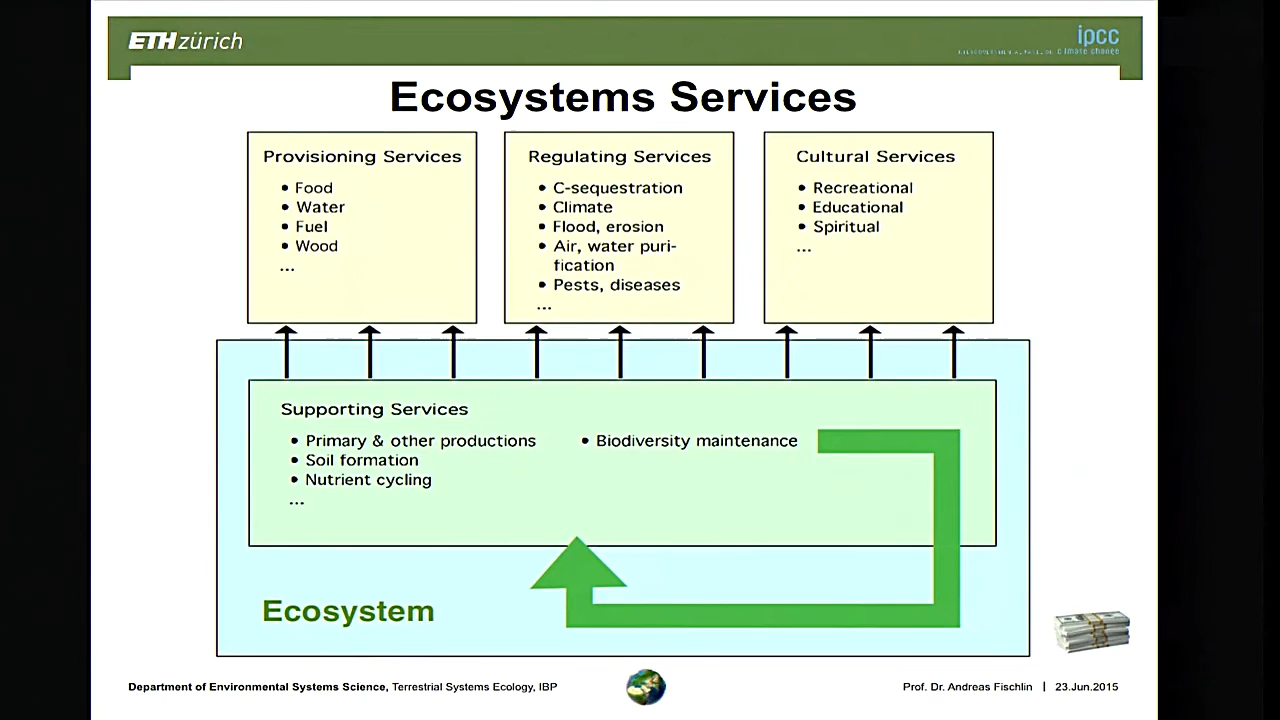 ETH zürich
ipcc
climate change
Ecosystems Services
Provisioning Services
• Food
• Water
• Fuel
• Wood
...
Regulating Services
• C-sequestration
• Climate
• Flood, erosion
• Air, water puri-
fication
• Pests, diseases
...
Cultural Services
• Recreational
• Educational
• Spiritual
...
Supporting Services
• Primary & other productions
• Soil formation
• Nutrient cycling
...
• Biodiversity maintenance
Ecosystem
Department of Environmental Systems Science, Terrestrial Systems Ecology, IBP
Prof. Dr. Andreas Fischlin | 23.Jun.2015